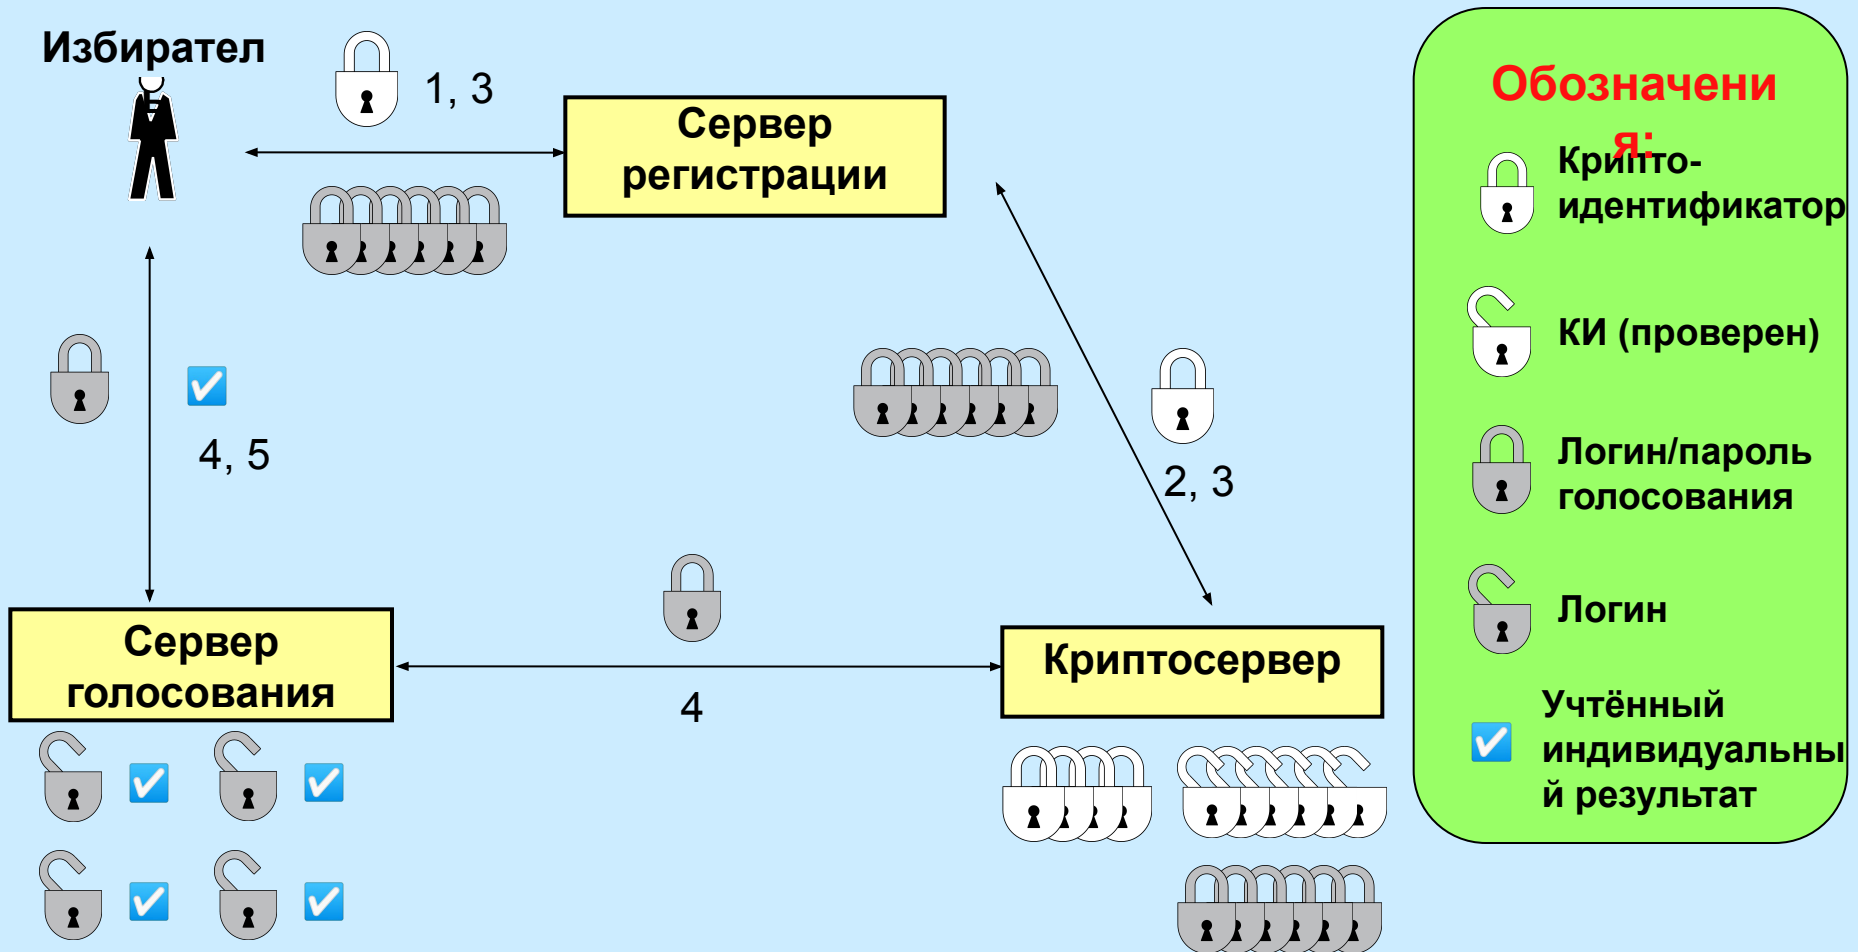 Избирател
ь
1, 3
Сервер
регистрации
4, 5
2, 3
Сервер
голосования
4
Криптосервер
Обозначени
я:
Крипто-
идентификатор
КИ (проверен)
Логин/пароль
голосования
Логин
Учтённый
индивидуальны
й результат